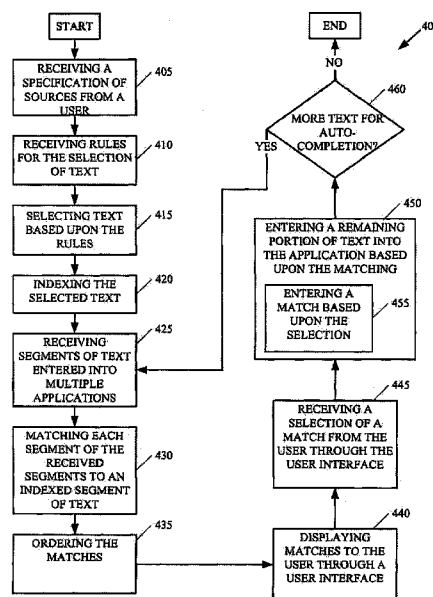 START
405
RECEIVING A
SPECIFICATION OF
SOURCES FROM A
USER
410
RECEIVING RULES
FOR THE SELECTION
OF TEXT
415
SELECTING TEXT
BASED UPON THE
RULES
420
INDEXING THE
SELECTED TEXT
425
RECEIVING
SEGMENTS OF TEXT
ENTERED INTO
MULTIPLE
APPLICATIONS
430
MATCHING EACH
SEGMENT OF THE
RECEIVED
SEGMENTS TO AN
INDEXED SEGMENT
OF TEXT
435
ORDERING THE
MATCHES
440
DISPLAYING
MATCHES TO THE
USER THROUGH A
USER INTERFACE
445
RECEIVING A
SELECTION OF A
MATCH FROM THE
USER THROUGH THE
USER INTERFACE
450
ENTERING A REMAINING
PORTION OF TEXT INTO
THE APPLICATION BASED
UPON THE MATCHING
455
ENTERING A
MATCH BASED
UPON THE
SELECTION
460
MORE TEXT FOR
AUTO-
COMPLETION?
YES
NO
END
40